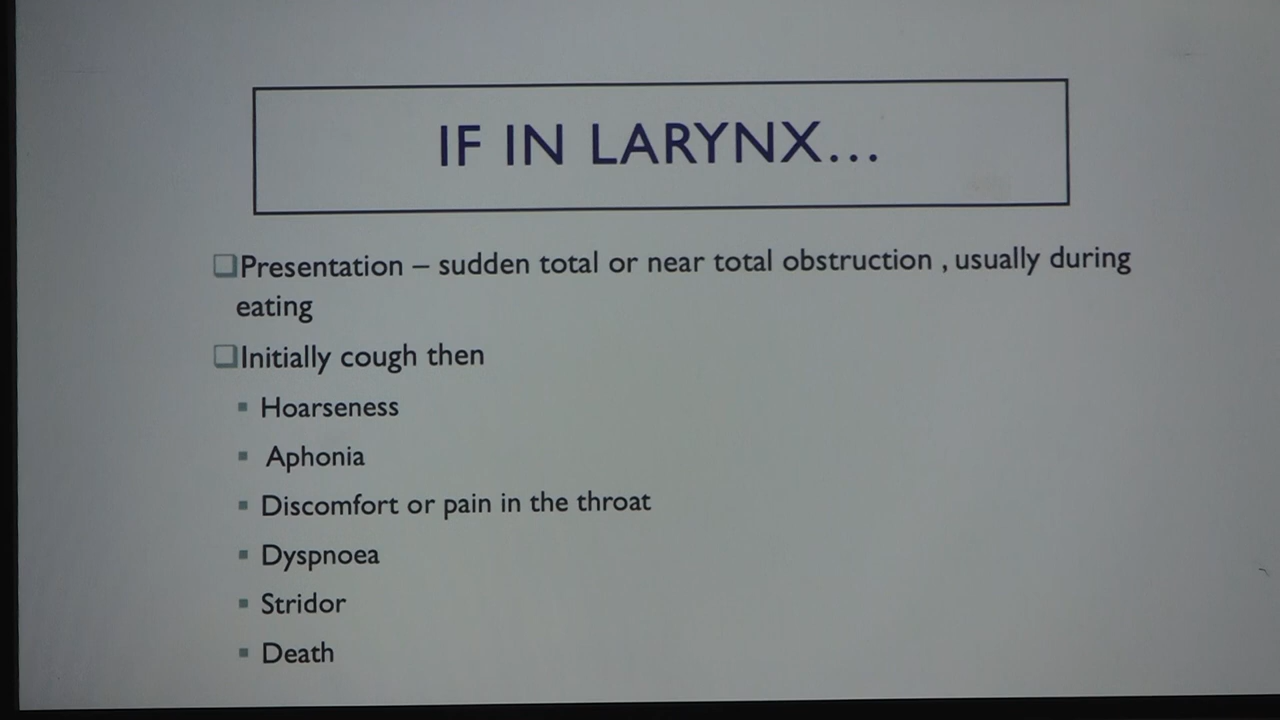 IF IN LARYNX...
Presentation – sudden total or near total obstruction , usually during
eating
Initially cough then
Hoarseness
Aphonia
Discomfort or pain in the throat
Dyspnoea
Stridor
Death